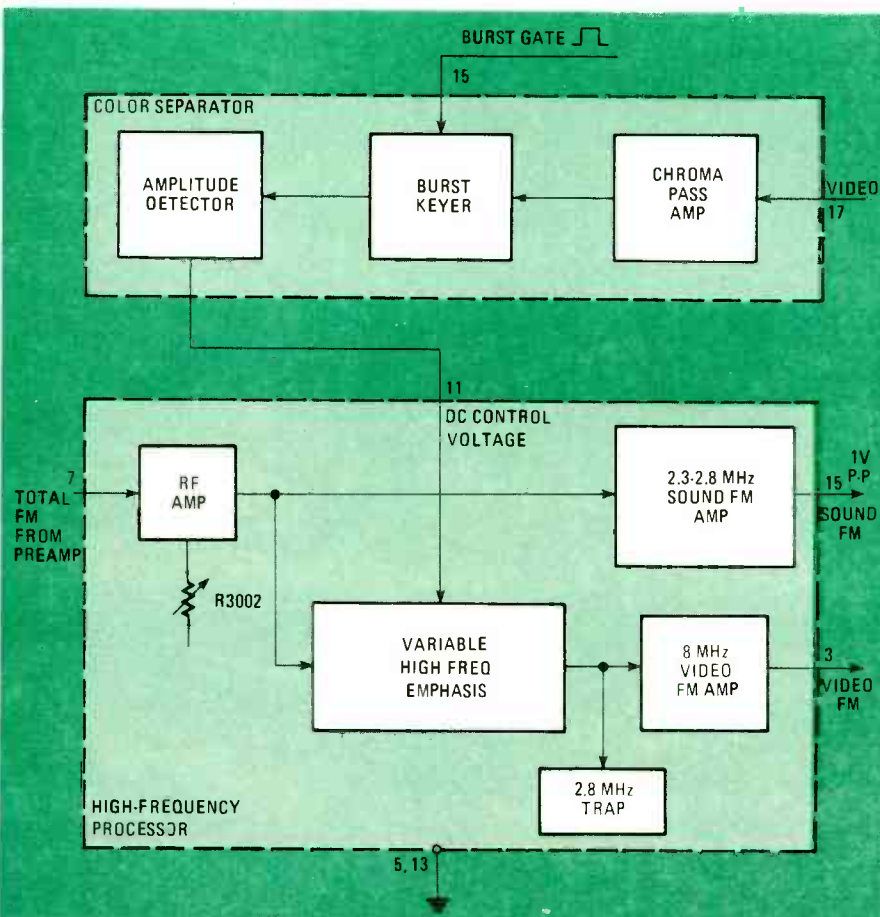 BURST GATE
15
COLOR SEPARATOR
AMPLITUDE
DETECTOR
BURST
KEYER
CHROMA
PASS
AMP
VIDEO
17
11
DC CONTROL
VOLTAGE
7
TOTAL
FM
FROM
PREAMP
RF
AMP
R3002
2.3-2.8 MHz
SOUND FM
AMP
1V
P-P
15
SOUND
FM
VARIABLE
HIGH FREQ
EMPHASIS
8 MHz
VIDEO
FM AMP
3
VIDEO
FM
2.8 MHz
TRAP
HIGH-FREQUENCY
PROCESSOR
5, 13